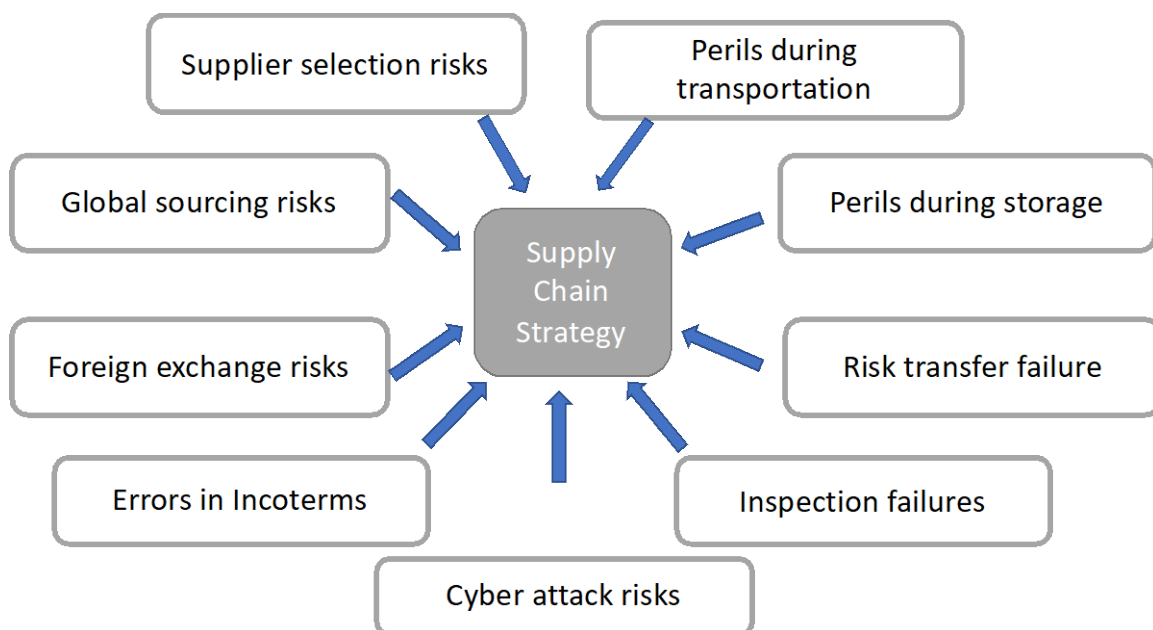 Supplier selection risks
Perils during
transportation
Global sourcing risks
Perils during storage
Supply
Chain
Strategy
Foreign exchange risks
Risk transfer failure
Errors in Incoterms
Inspection failures
Cyber attack risks